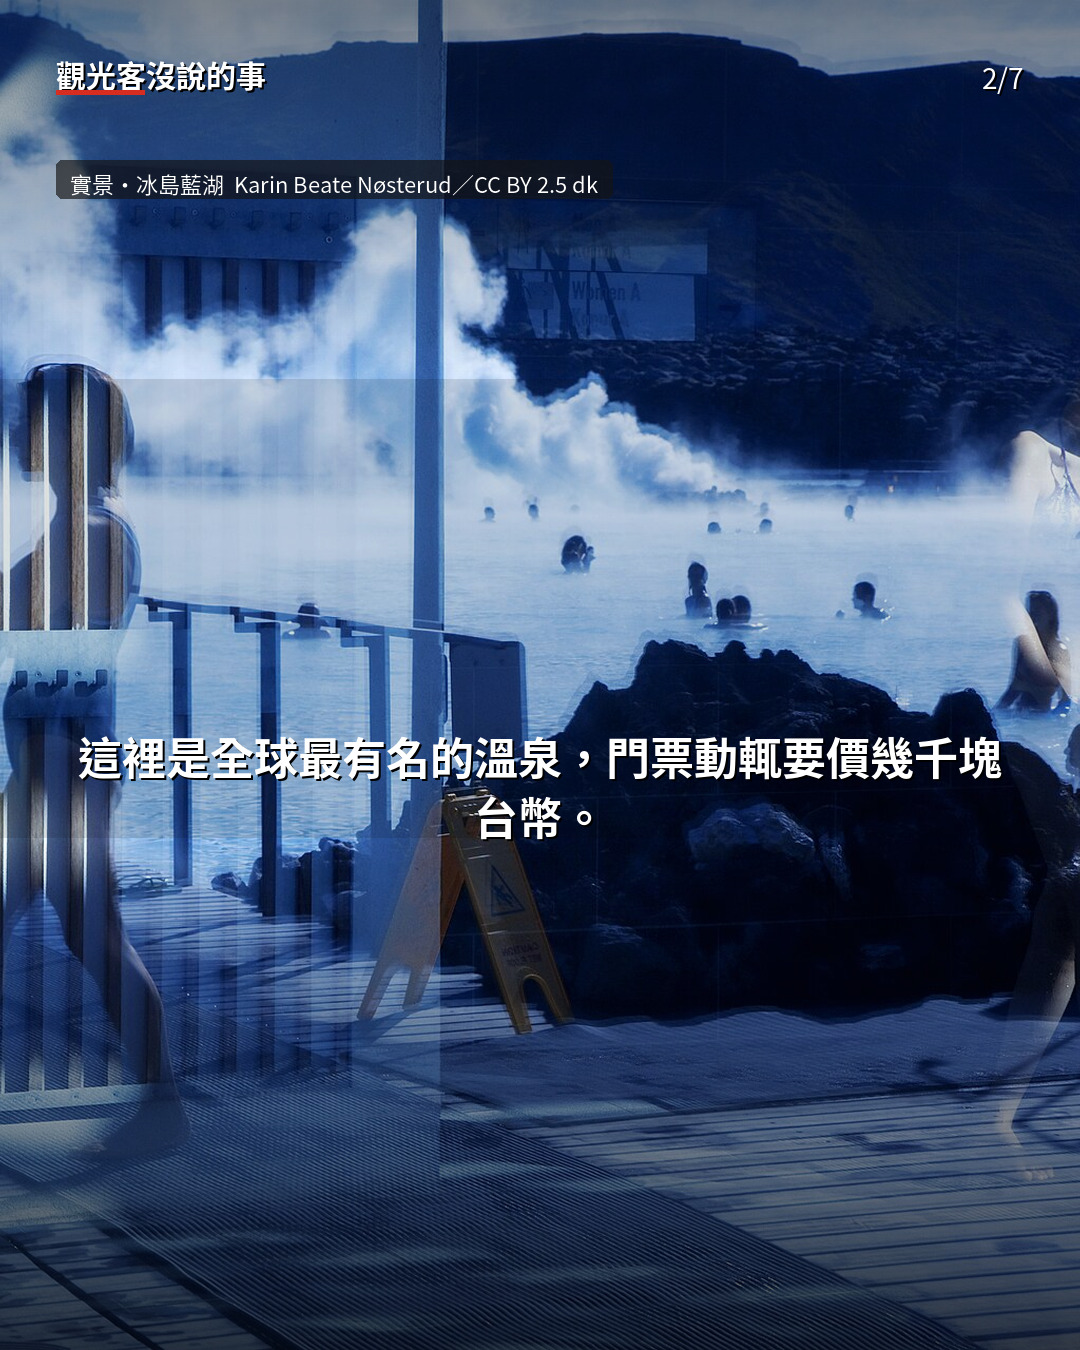 觀光客沒說的事
2/7
實景・冰島藍湖 Karin Beate Nøsterud／CC BY 2.5 dk
Women A
這裡是全球最有名的溫泉，門票動輒要價幾千塊
台幣。